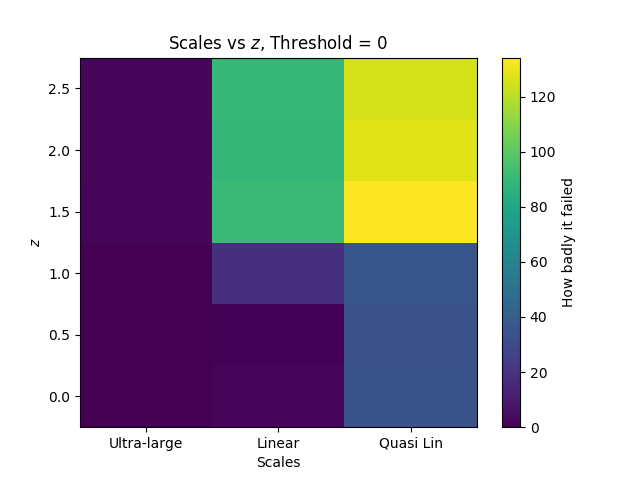 Scales vs z, Threshold = 0
2.5
2.0
1.5
1.0
0.5
0.0
z
Ultra-large
Linear
Quasi Lin
Scales
120
100
80
60
40
20
0
How badly it failed